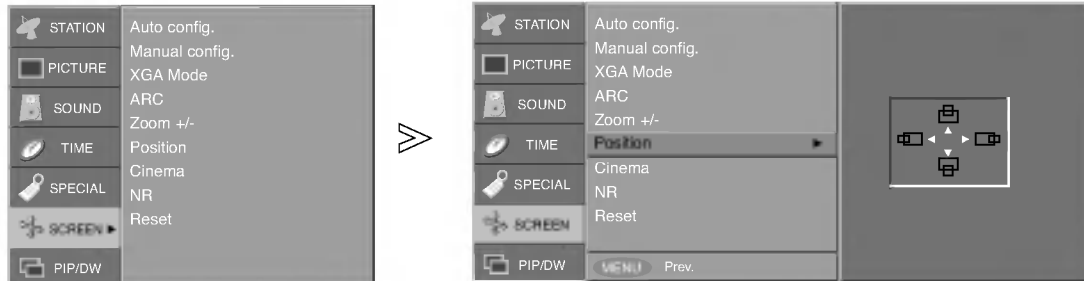 STATION
PICTURE
SOUND
TIME
SPECIAL
SCREEN
PIP/DW
Auto config.
Manual config.
XGA Mode
ARC
Zoom +/-
Position
Cinema
NR
Reset
STATION
PICTURE
SOUND
TIME
SPECIAL
SCREEN
PIP/DW
Auto config.
Manual config.
XGA Mode
ARC
Zoom +/-
Position
Cinema
NR
Reset
MENU Prev.